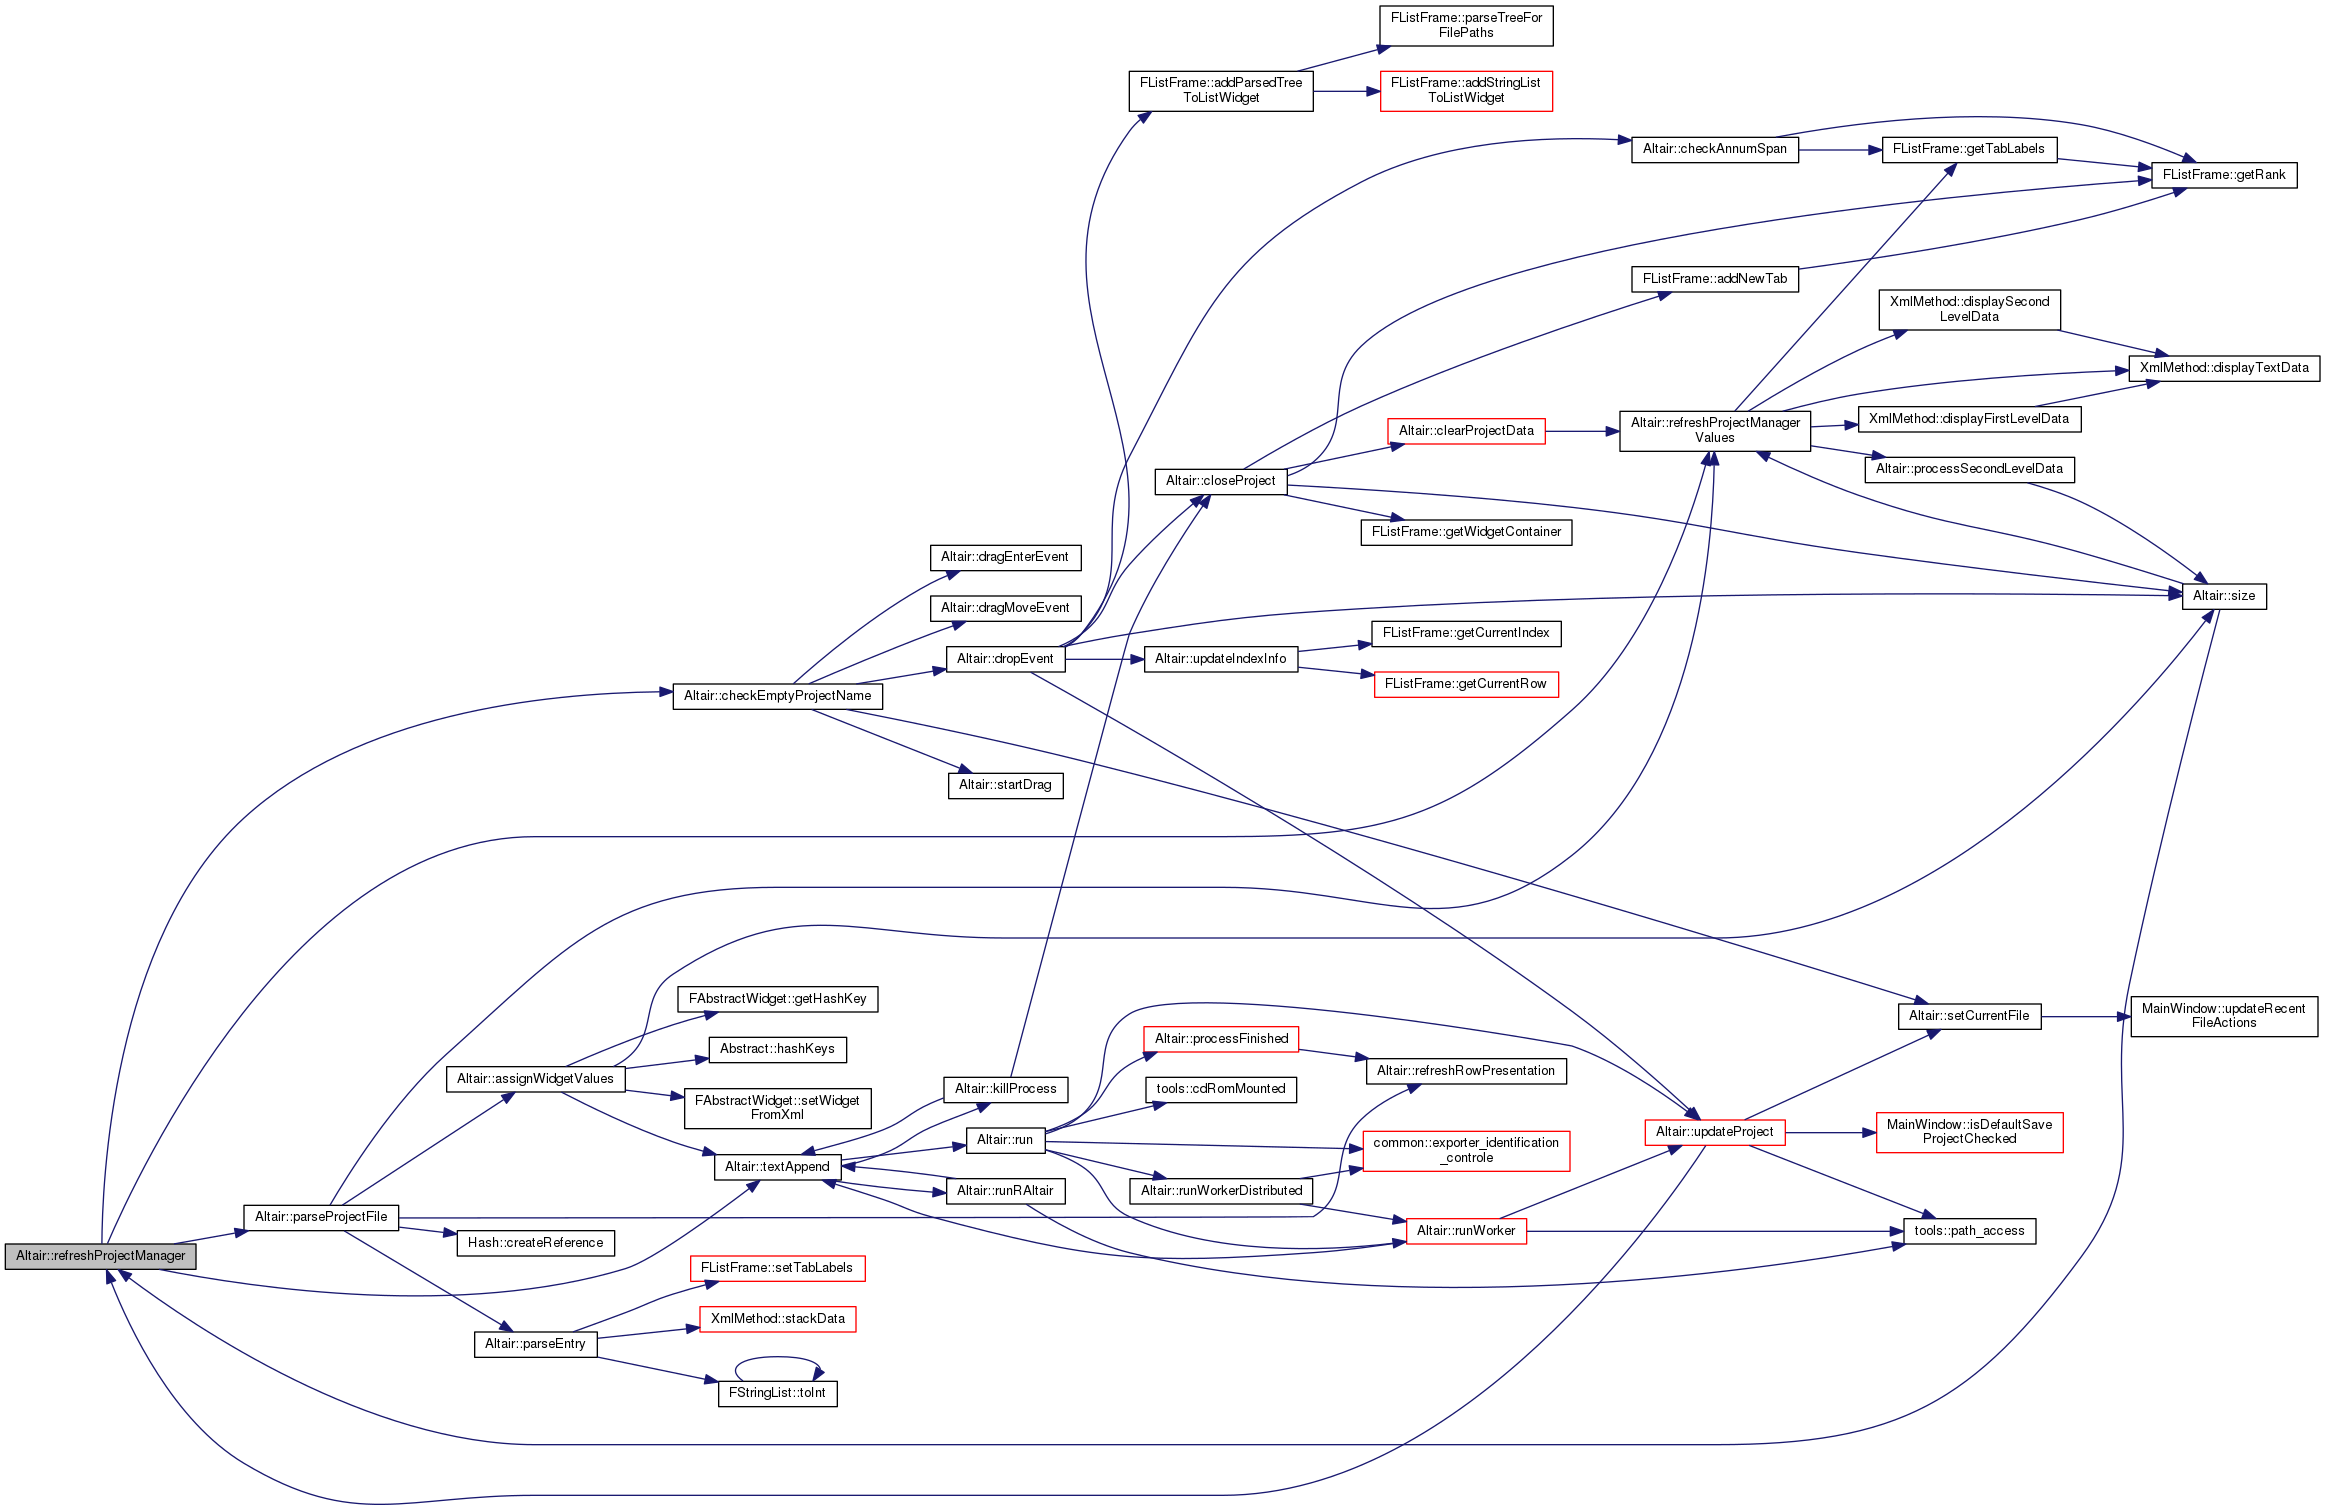 FListFrame::parseTreeFor
FilePaths
FListFrame::addParsedTree
ToListWidget
FListFrame::addStringList
ToListWidget
Altair::checkAnnumSpan
FListFrame::getTabLabels
FListFrame::getRank
FListFrame::addNewTab
XmlMethod::displaySecond
LevelData
XmlMethod::displayTextData
Altair::clearProjectData
Altair::refreshProjectManager
Values
XmlMethod::displayFirstLevelData
Altair::processSecondLevelData
Altair::closeProject
FListFrame::getWidgetContainer
Altair::dragEnterEvent
Altair::dragMoveEvent
Altair::size
FListFrame::getCurrentIndex
Altair::dropEvent
Altair::updateIndexInfo
FListFrame::getCurrentRow
Altair::checkEmptyProjectName
Altair::startDrag
FAbstractWidget::getHashKey
Altair::setCurrentFile
MainWindow::updateRecent
FileActions
Altair::processFinished
Abstract::hashKeys
Altair::refreshRowPresentation
Altair::assignWidgetValues
Altair::killProcess
tools::cdRomMounted
FAbstractWidget::setWidget
FromXml
Altair::run
Altair::updateProject
MainWindow::isDefaultSave
ProjectChecked
common::exporter_identification
_controle
Altair::textAppend
Altair::runRAltair
Altair::runWorkerDistributed
Altair::parseProjectFile
Altair::runWorker
tools::path_access
Hash::createReference
Altair::refreshProjectManager
FListFrame::setTabLabels
XmlMethod::stackData
Altair::parseEntry
FStringList::toInt